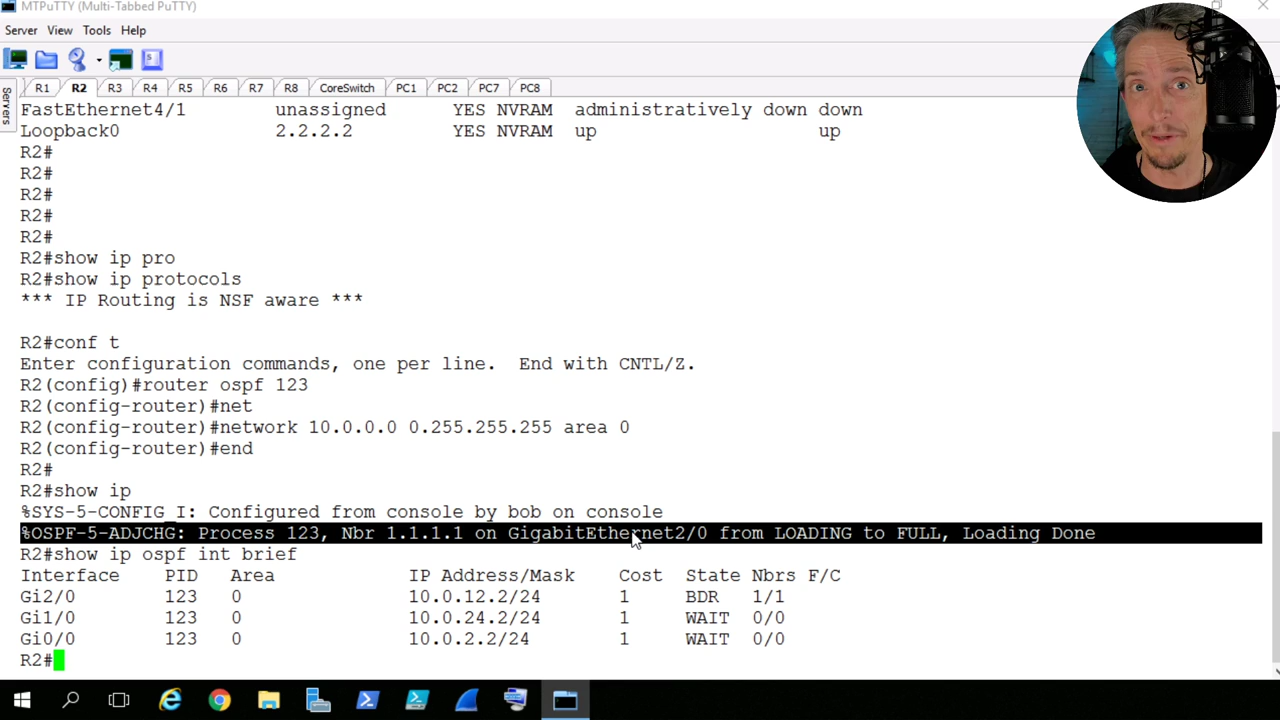 MTPuTTY (Multi-Tabbed PuTTY)
Server View Tools Help
R1 R2 R3 R4 R5 R6 R7 R8 CoreSwitch PC1 PC2 PC7 PC8
Servers
FastEthernet4/1 unassigned YES NVRAM administratively down down
Loopback0 2.2.2.2 YES NVRAM up up
R2#
R2#
R2#
R2#
R2#
R2#show ip pro
R2#show ip protocols
*** IP Routing is NSF aware ***
R2#conf t
Enter configuration commands, one per line. End with CNTL/Z.
R2(config)#router ospf 123
R2(config-router)#net
R2(config-router)#network 10.0.0.0 0.255.255.255 area 0
R2(config-router)#end
R2#
R2#show ip
%SYS-5-CONFIG_I: Configured from console by bob on console
%OSPF-5-ADJCHG: Process 123, Nbr 1.1.1.1 on GigabitEthernet2/0 from LOADING to FULL, Loading Done
R2#show ip ospf int brief
Interface PID Area IP Address/Mask Cost State Nbrs F/C
Gi2/0 123 0 10.0.12.2/24 1 BDR 1/1
Gi1/0 123 0 10.0.24.2/24 1 WAIT 0/0
Gi0/0 123 0 10.0.2.2/24 1 WAIT 0/0
R2#